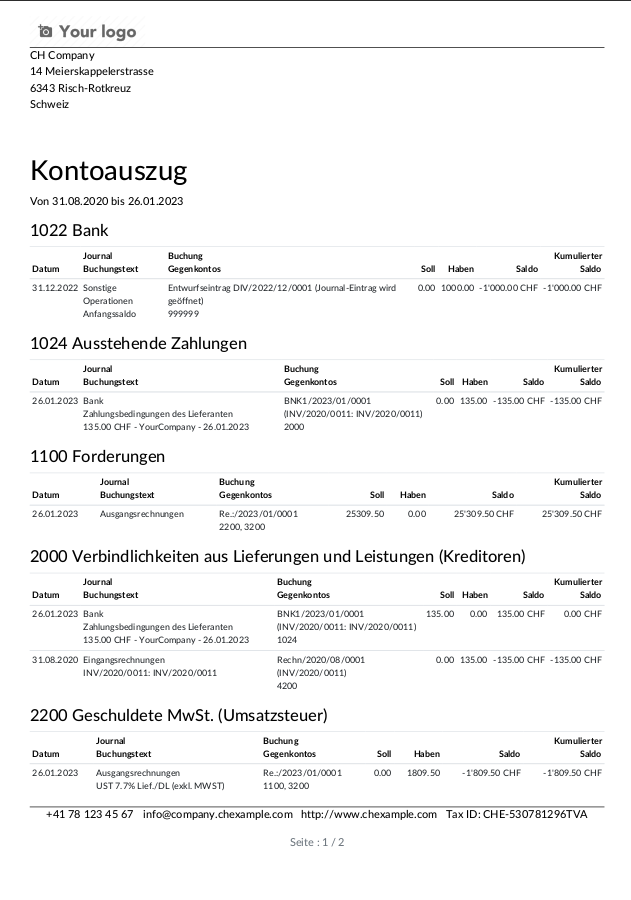 Your logo
CH Company
14 Meierskappelerstrasse
6343 Risch-Rotkreuz
Schweiz
Kontoauszug
Von 31.08.2020 bis 26.01.2023
1022 Bank
Journal Buchung Kumulierter
Datum Buchungstext Gegenkontos Soll Haben Saldo Saldo
31.12.2022 Sonstige Entwurfseintrag DIV/2022/12/0001 (Journal-Eintrag wird 0.00 1000.00 -1'000.00 CHF -1'000.00 CHF
Operationen geöffnet)
Anfangssaldo 999999
1024 Ausstehende Zahlungen
Journal Buchung Kumulierter
Datum Buchungstext Gegenkontos Soll Haben Saldo Saldo
26.01.2023 Bank BNK1/2023/01/0001 0.00 135.00 -135.00 CHF -135.00 CHF
Zahlungsbedingungen des Lieferanten (INV/2020/0011: INV/2020/0011)
135.00 CHF - YourCompany - 26.01.2023 2000
1100 Forderungen
Journal Buchung Kumulierter
Datum Buchungstext Gegenkontos Soll Haben Saldo Saldo
26.01.2023 Ausgangsrechnungen Re.:/2023/01/0001 25309.50 0.00 25'309.50 CHF 25'309.50 CHF
2200, 3200
2000 Verbindlichkeiten aus Lieferungen und Leistungen (Kreditoren)
Journal Buchung Kumulierter
Datum Buchungstext Gegenkontos Soll Haben Saldo Saldo
26.01.2023 Bank BNK1/2023/01/0001 135.00 0.00 135.00 CHF 0.00 CHF
Zahlungsbedingungen des Lieferanten (INV/2020/0011: INV/2020/0011)
135.00 CHF - YourCompany - 26.01.2023 1024
31.08.2020 Eingangsrechnungen Rechn/2020/08/0001 0.00 135.00 -135.00 CHF -135.00 CHF
INV/2020/0011: INV/2020/0011 (INV/2020/0011)
4200
2200 Geschuldete MwSt. (Umsatzsteuer)
Journal Buchung Kumulierter
Datum Buchungstext Gegenkontos Soll Haben Saldo Saldo
26.01.2023 Ausgangsrechnungen Re.:/2023/01/0001 0.00 1809.50 -1'809.50 CHF -1'809.50 CHF
UST 7.7% Lief./DL (exkl. MWST) 1100, 3200
+41 78 123 45 67 info@company.chexample.com http://www.chexample.com Tax ID: CHE-530781296TVA
Seite : 1 / 2